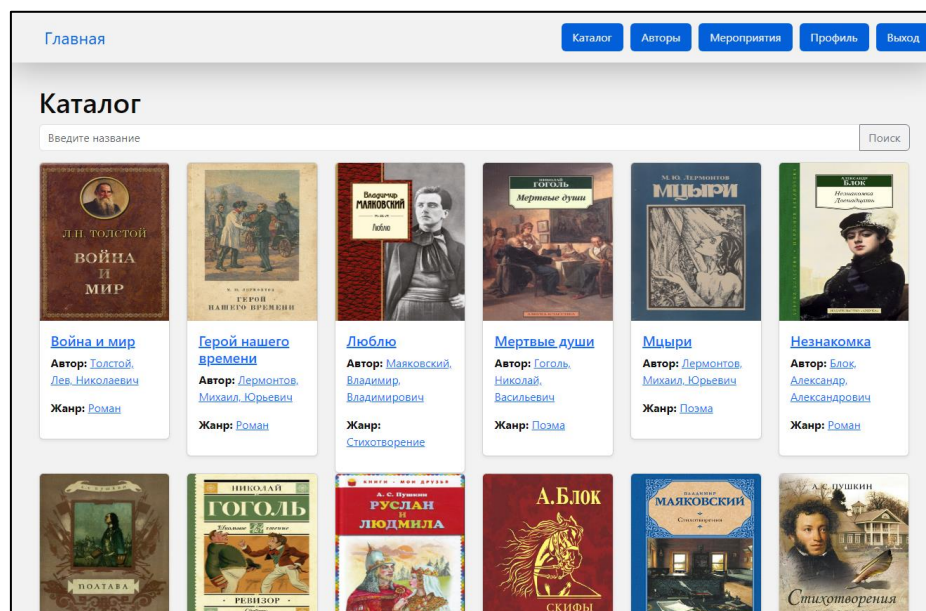 Главная
Каталог
Авторы
Мероприятия
Профиль
Выход
Каталог
Введите название
Поиск
Л.Н. ТОЛСТОЙ
ВОЙНА
И
МИР
ГЕРОЙ
НАШЕГО ВРЕМЕНИ
Владимир
МАЯКОВСКИЙ
Люблю
НИКОЛАЙ
ГОГОЛЬ
Мертвые души
М. Ю. ЛЕРМОНТОВ
МЦЫРИ
АЛЕКСАНДР
БЛОК
Незнакомка
Двенадцать
Война и мир
Автор: Толстой,
Лев, Николаевич
Жанр: Роман
Герой нашего
времени
Автор: Лермонтов,
Михаил, Юрьевич
Жанр: Роман
Люблю
Автор: Маяковский,
Владимир,
Владимирович
Жанр:
Стихотворение
Мертвые души
Автор: Гоголь,
Николай,
Васильевич
Жанр: Поэма
Мцыри
Автор: Лермонтов,
Михаил, Юрьевич
Жанр: Поэма
Незнакомка
Автор: Блок,
Александр,
Александрович
Жанр: Роман
ПОЛТАВА
НИКОЛАЙ
ГОГОЛЬ
Большое чтение
РЕВИЗОР
КНИГИ - МОИ ДРУЗЬЯ
А. С. Пушкин
РУСЛАН
И
ЛЮДМИЛА
А.БЛОК
СКИФЫ
ВЛАДИМИР
МАЯКОВСКИЙ
Стихотворения
А.С. ПУШКИН
Стихотворения